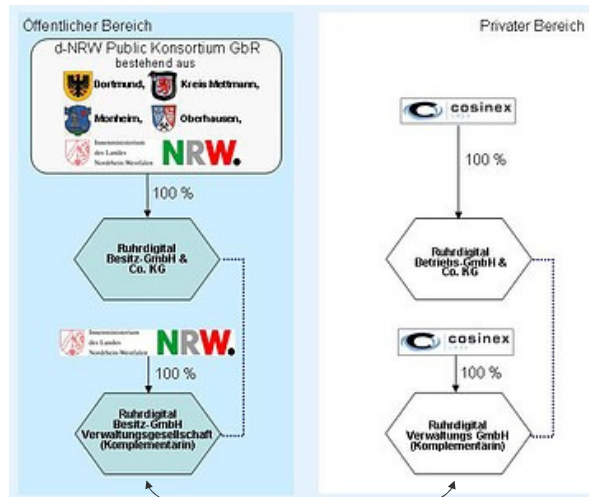 Öffentlicher Bereich
d-NRW Public Konsortium GbR
bestehend aus
Dortmund,
Kreis Mettmann,
Monheim,
Oberhausen,
Innenministerium
des Landes
Nordrhein-Westfalen
NRW.
100 %
Ruhrdigital
Besitz-GmbH &
Co. KG
Innenministerium
des Landes
Nordrhein-Westfalen
NRW.
100 %
Ruhrdigital
Besitz-GmbH
Verwaltungsgesellschaft
(Komplementärin)
Privater Bereich
cosinex
100 %
Ruhrdigital
Betriebs-GmbH &
Co. KG
cosinex
100 %
Ruhrdigital
Verwaltungs GmbH
(Komplementärin)